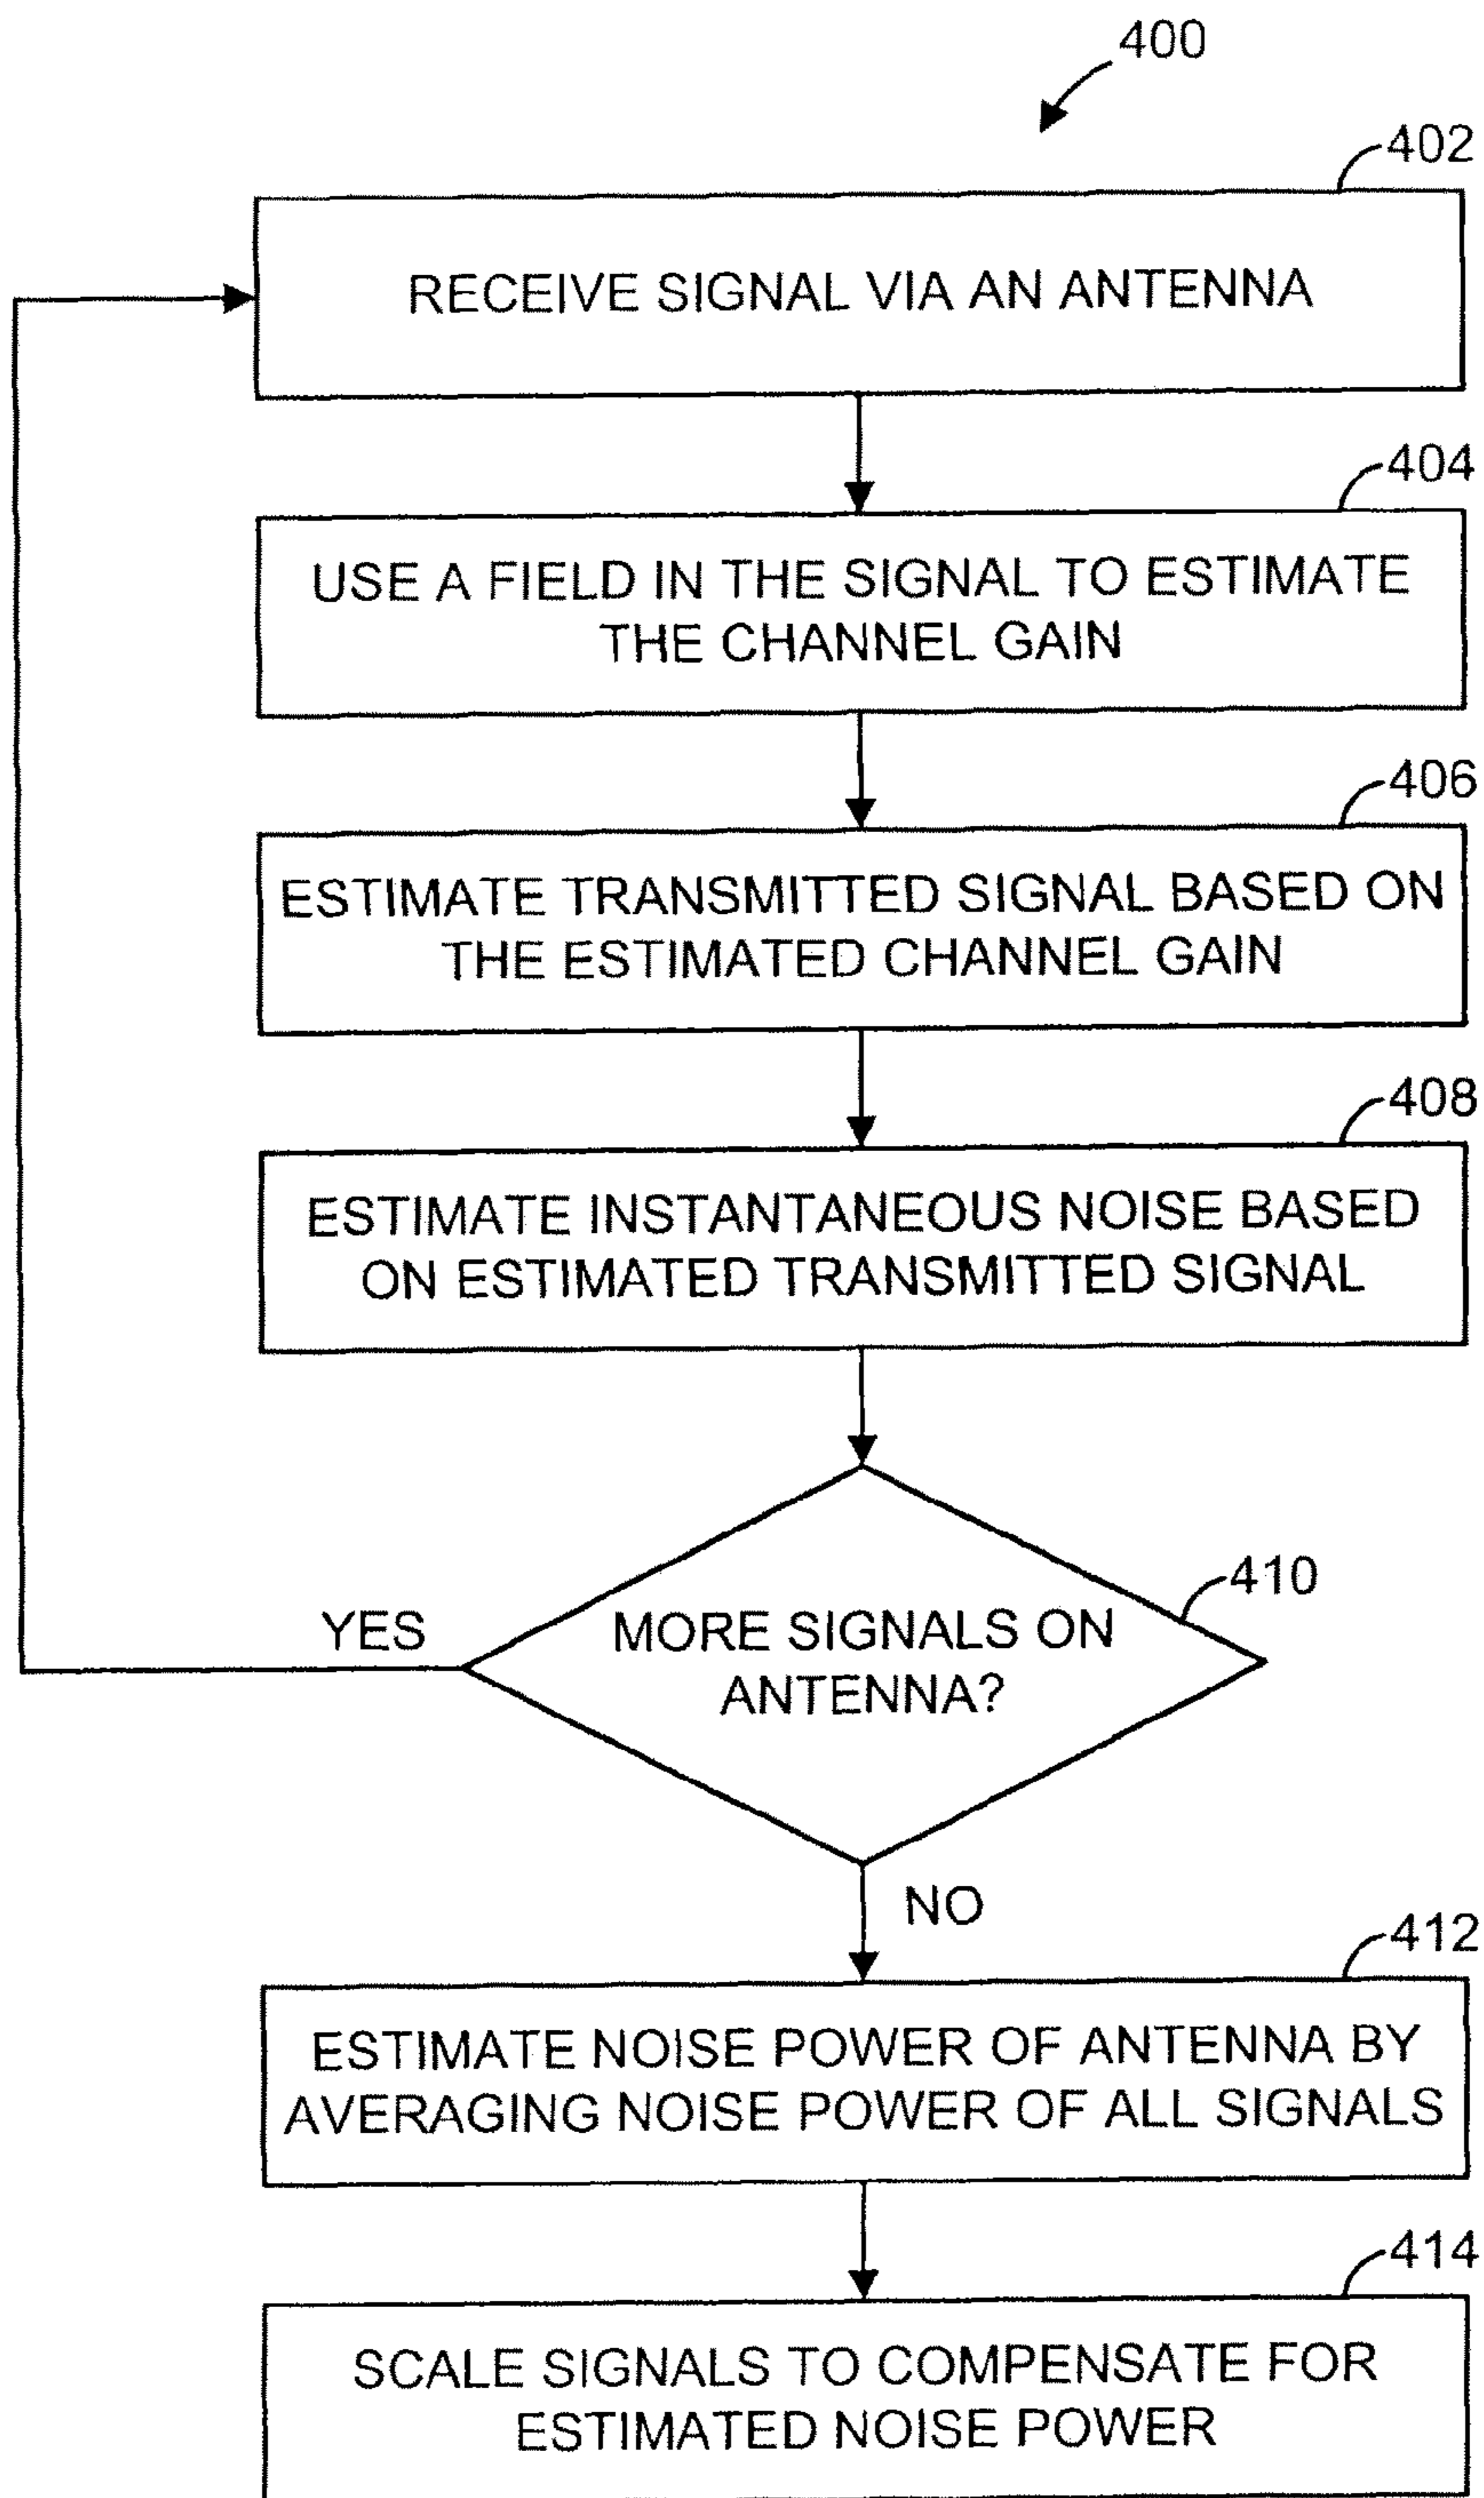 400
402
RECEIVE SIGNAL VIA AN ANTENNA
404
USE A FIELD IN THE SIGNAL TO ESTIMATE
THE CHANNEL GAIN
406
ESTIMATE TRANSMITTED SIGNAL BASED ON
THE ESTIMATED CHANNEL GAIN
408
ESTIMATE INSTANTANEOUS NOISE BASED
ON ESTIMATED TRANSMITTED SIGNAL
410
YES
MORE SIGNALS ON
ANTENNA?
NO
412
ESTIMATE NOISE POWER OF ANTENNA BY
AVERAGING NOISE POWER OF ALL SIGNALS
414
SCALE SIGNALS TO COMPENSATE FOR
ESTIMATED NOISE POWER